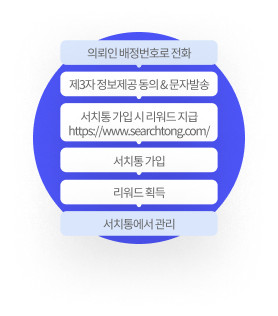 의뢰인 배정번호로 전화
제3자 정보제공 동의 & 문자발송
서치통 가입 시 리워드 지급
https://www.searchtong.com/
서치통 가입
리워드 획득
서치통에서 관리